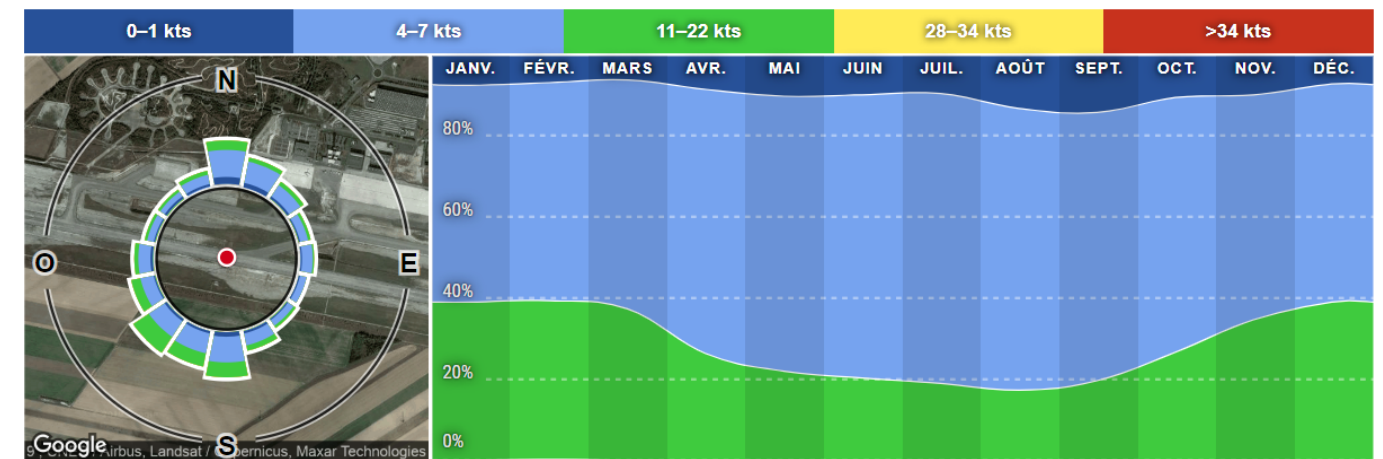 0–1 kts
4–7 kts
11–22 kts
28–34 kts
>34 kts
JANV.
FÉVR.
MARS
AVR.
MAI
JUIN
JUIL.
AOÛT
SEPT.
OCT.
NOV.
DÉC.
N
O
E
S
80%
60%
40%
20%
0%
Google
Airbus, Landsat / Maxar Technologies